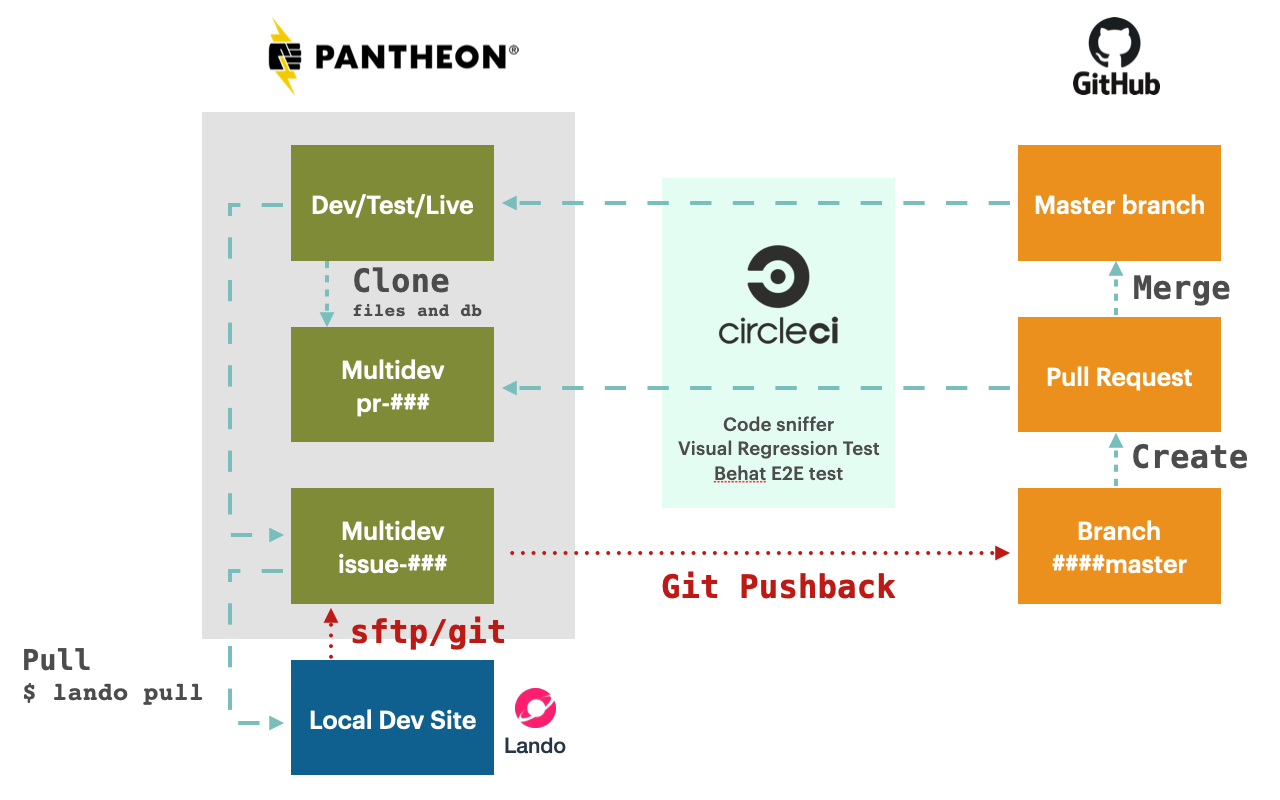 PANTHEON®
GitHub
Dev/Test/Live
Master branch
Clone
files and db
circleci
Merge
Multidev
pr-###
Pull Request
Code sniffer
Visual Regression Test
Behat E2E test
Create
Multidev
issue-###
Branch
####master
Git Pushback
sftp/git
Pull
$ lando pull
Local Dev Site
Lando